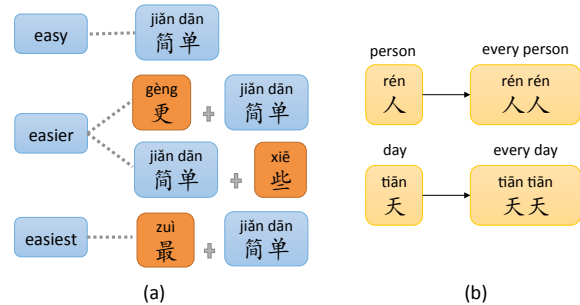 easy
jiǎn dān
简单
easier
gèng
更
+
jiǎn dān
简单
jiǎn dān
简单
+
xiē
些
easiest
zuì
最
+
jiǎn dān
简单
(a)
person
every person
rén
人
rén rén
人人
day
every day
tiān
天
tiān tiān
天天
(b)